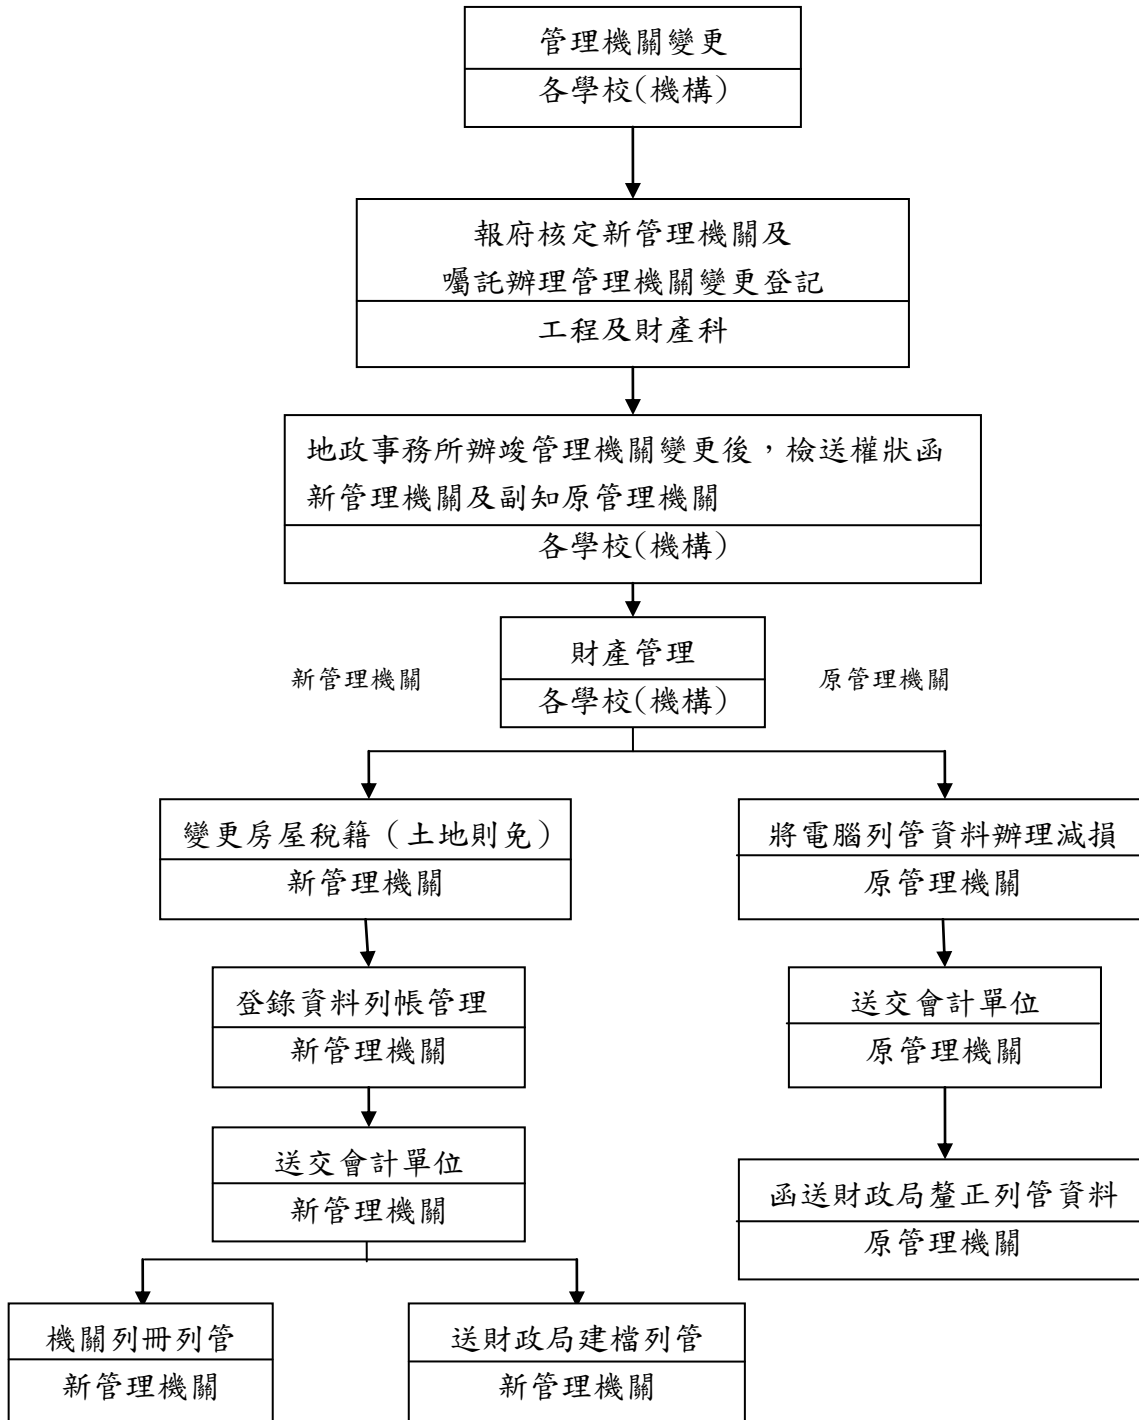 管理機關變更
各學校(機構)
報府核定新管理機關及
囑託辦理管理機關變更登記
工程及財產科
地政事務所辦竣管理機關變更後，檢送權狀函
新管理機關及副知原管理機關
各學校(機構)
財產管理
各學校(機構)
新管理機關
原管理機關
變更房屋稅籍（土地則免）
新管理機關
將電腦列管資料辦理減損
原管理機關
登錄資料列帳管理
新管理機關
送交會計單位
原管理機關
送交會計單位
新管理機關
函送財政局釐正列管資料
原管理機關
機關列冊列管
新管理機關
送財政局建檔列管
新管理機關